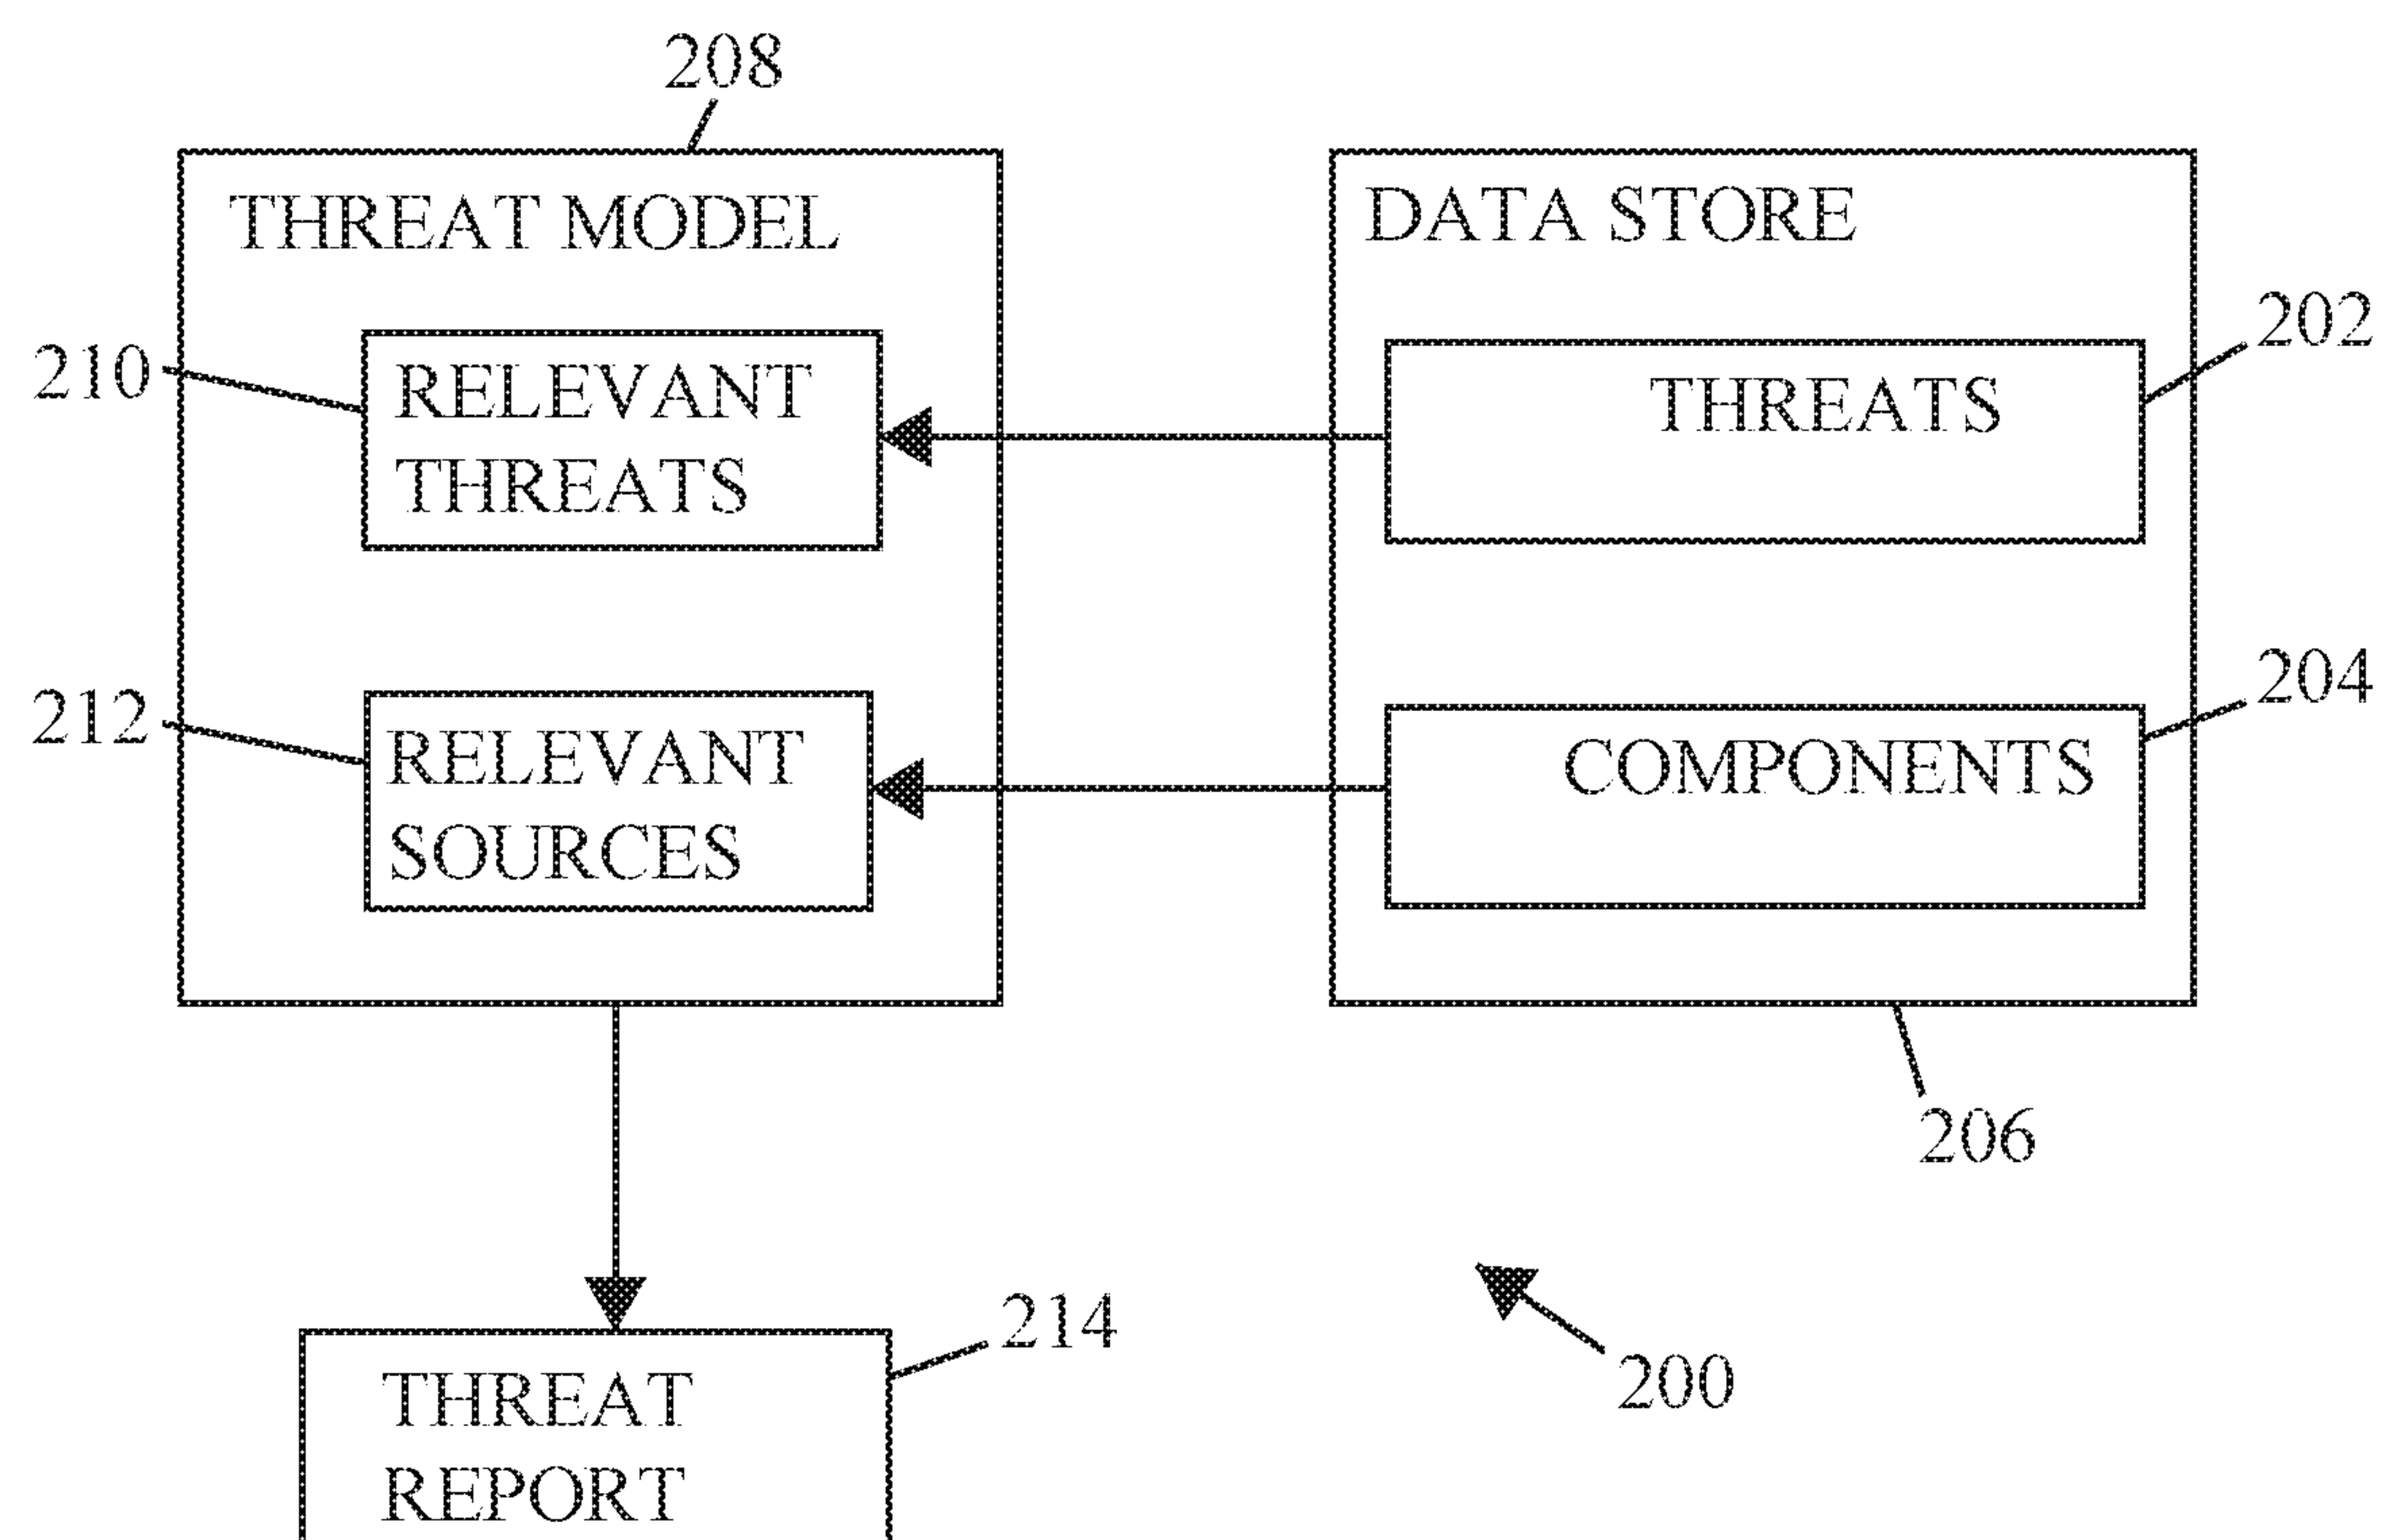 208
THREAT MODEL
DATA STORE
202
210
RELEVANT
THREATS
THREATS
204
212
RELEVANT
SOURCES
COMPONENTS
206
214
THREAT
REPORT
200